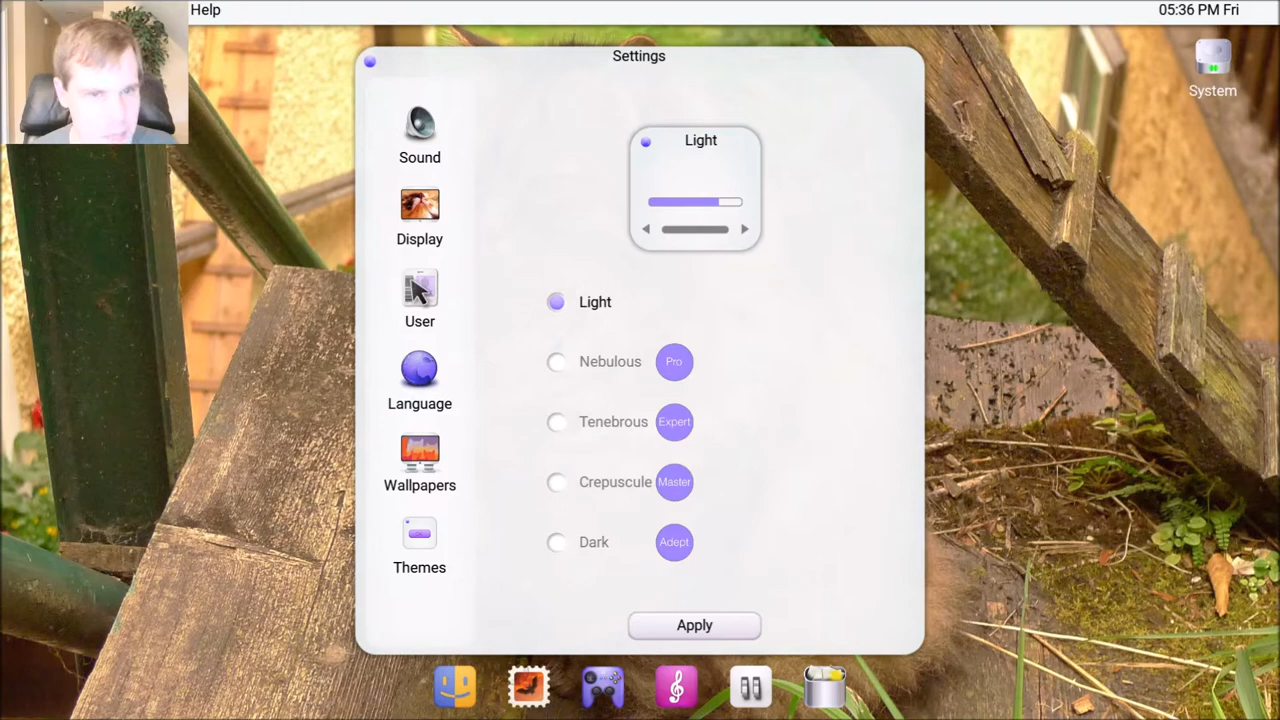 Help
05:36 PM Fri
System
Settings
Sound
Display
User
Language
Wallpapers
Themes
Light
Light
Nebulous Pro
Tenebrous Expert
Crepuscule Master
Dark Adept
Apply